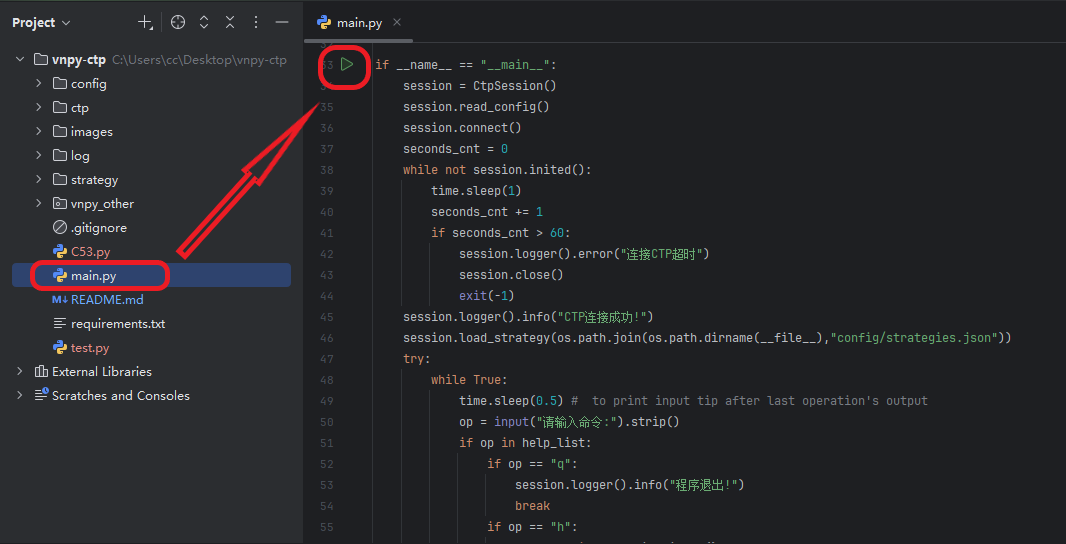 Project
vnpy-ctp C:\Users\cc\Desktop\vnpy-ctp
config
ctp
images
log
strategy
vnpy_other
.gitignore
C53.py
main.py
M↓ README.md
requirements.txt
test.py
External Libraries
Scratches and Consoles
main.py
33 if __name__ == "__main__":
session = CtpSession()
35 session.read_config()
36 session.connect()
37 seconds_cnt = 0
38 while not session.inited():
39 time.sleep(1)
40 seconds_cnt += 1
41 if seconds_cnt > 60:
42 session.logger().error("连接CTP超时")
43 session.close()
44 exit(-1)
45 session.logger().info("CTP连接成功!")
46 session.load_strategy(os.path.join(os.path.dirname(__file__),"config/strategies.json"))
47 try:
48 while True:
49 time.sleep(0.5) #  to print input tip after last operation's output
50 op = input("请输入命令:").strip()
51 if op in help_list:
52 if op == "q":
53 session.logger().info("程序退出!")
54 break
55 if op == "h":